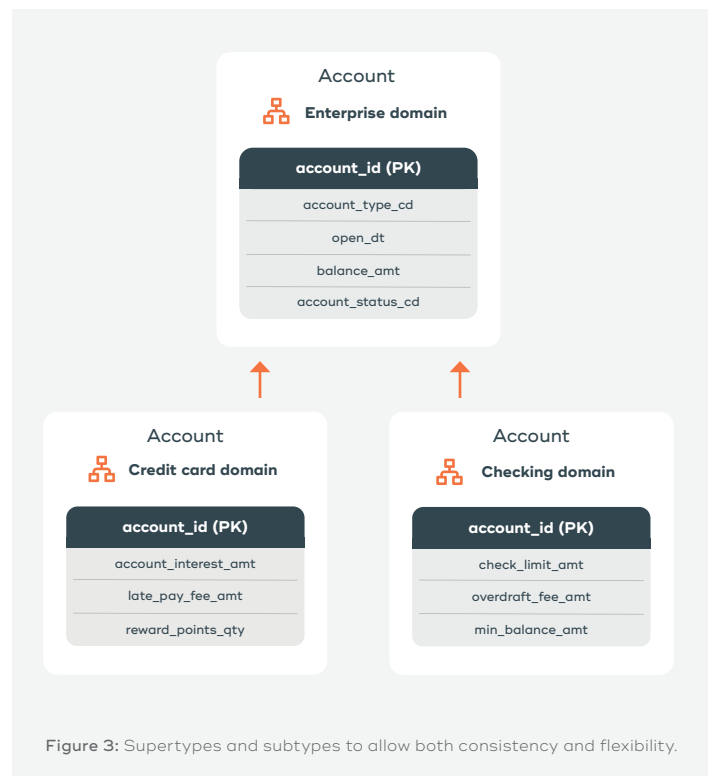 Account
Enterprise domain
account_id (PK)
account_type_cd
open_dt
balance_amt
account_status_cd
Account
Credit card domain
account_id (PK)
account_interest_amt
late_pay_fee_amt
reward_points_qty
Account
Checking domain
account_id (PK)
check_limit_amt
overdraft_fee_amt
min_balance_amt
Figure 3: Supertypes and subtypes to allow both consistency and flexibility.